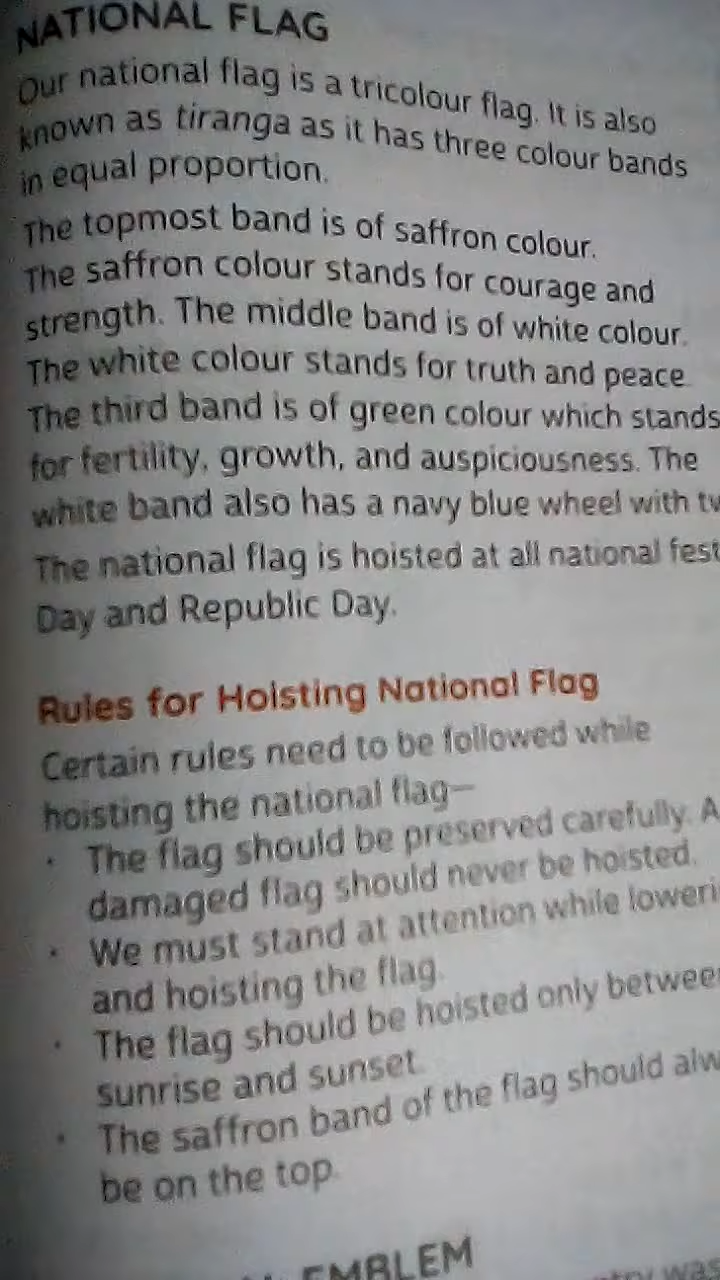 NATIONAL FLAG
Our national flag is a tricolour flag. It is also
known as tiranga as it has three colour bands
in equal proportion.
The topmost band is of saffron colour.
The saffron colour stands for courage and
strength. The middle band is of white colour.
The white colour stands for truth and peace.
The third band is of green colour which stands
for fertility, growth, and auspiciousness. The
white band also has a navy blue wheel with
The national flag is hoisted at all national
Day and Republic Day.
Rules for Hoisting National Flag
Certain rules need to be followed while
hoisting the national flag—
· The flag should be preserved carefully. A
damaged flag should never be hoisted.
· We must stand at attention while
and hoisting the flag.
· The flag should be hoisted only
sunrise and sunset.
· The saffron band of the flag should
be on the top.
EMBLEM
was